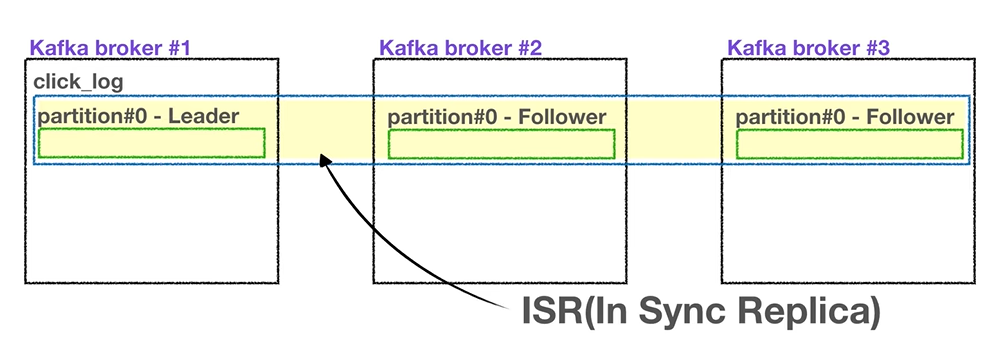 Kafka broker #1
Kafka broker #2
Kafka broker #3
click_log
partition#0 - Leader
partition#0 - Follower
partition#0 - Follower
ISR(In Sync Replica)